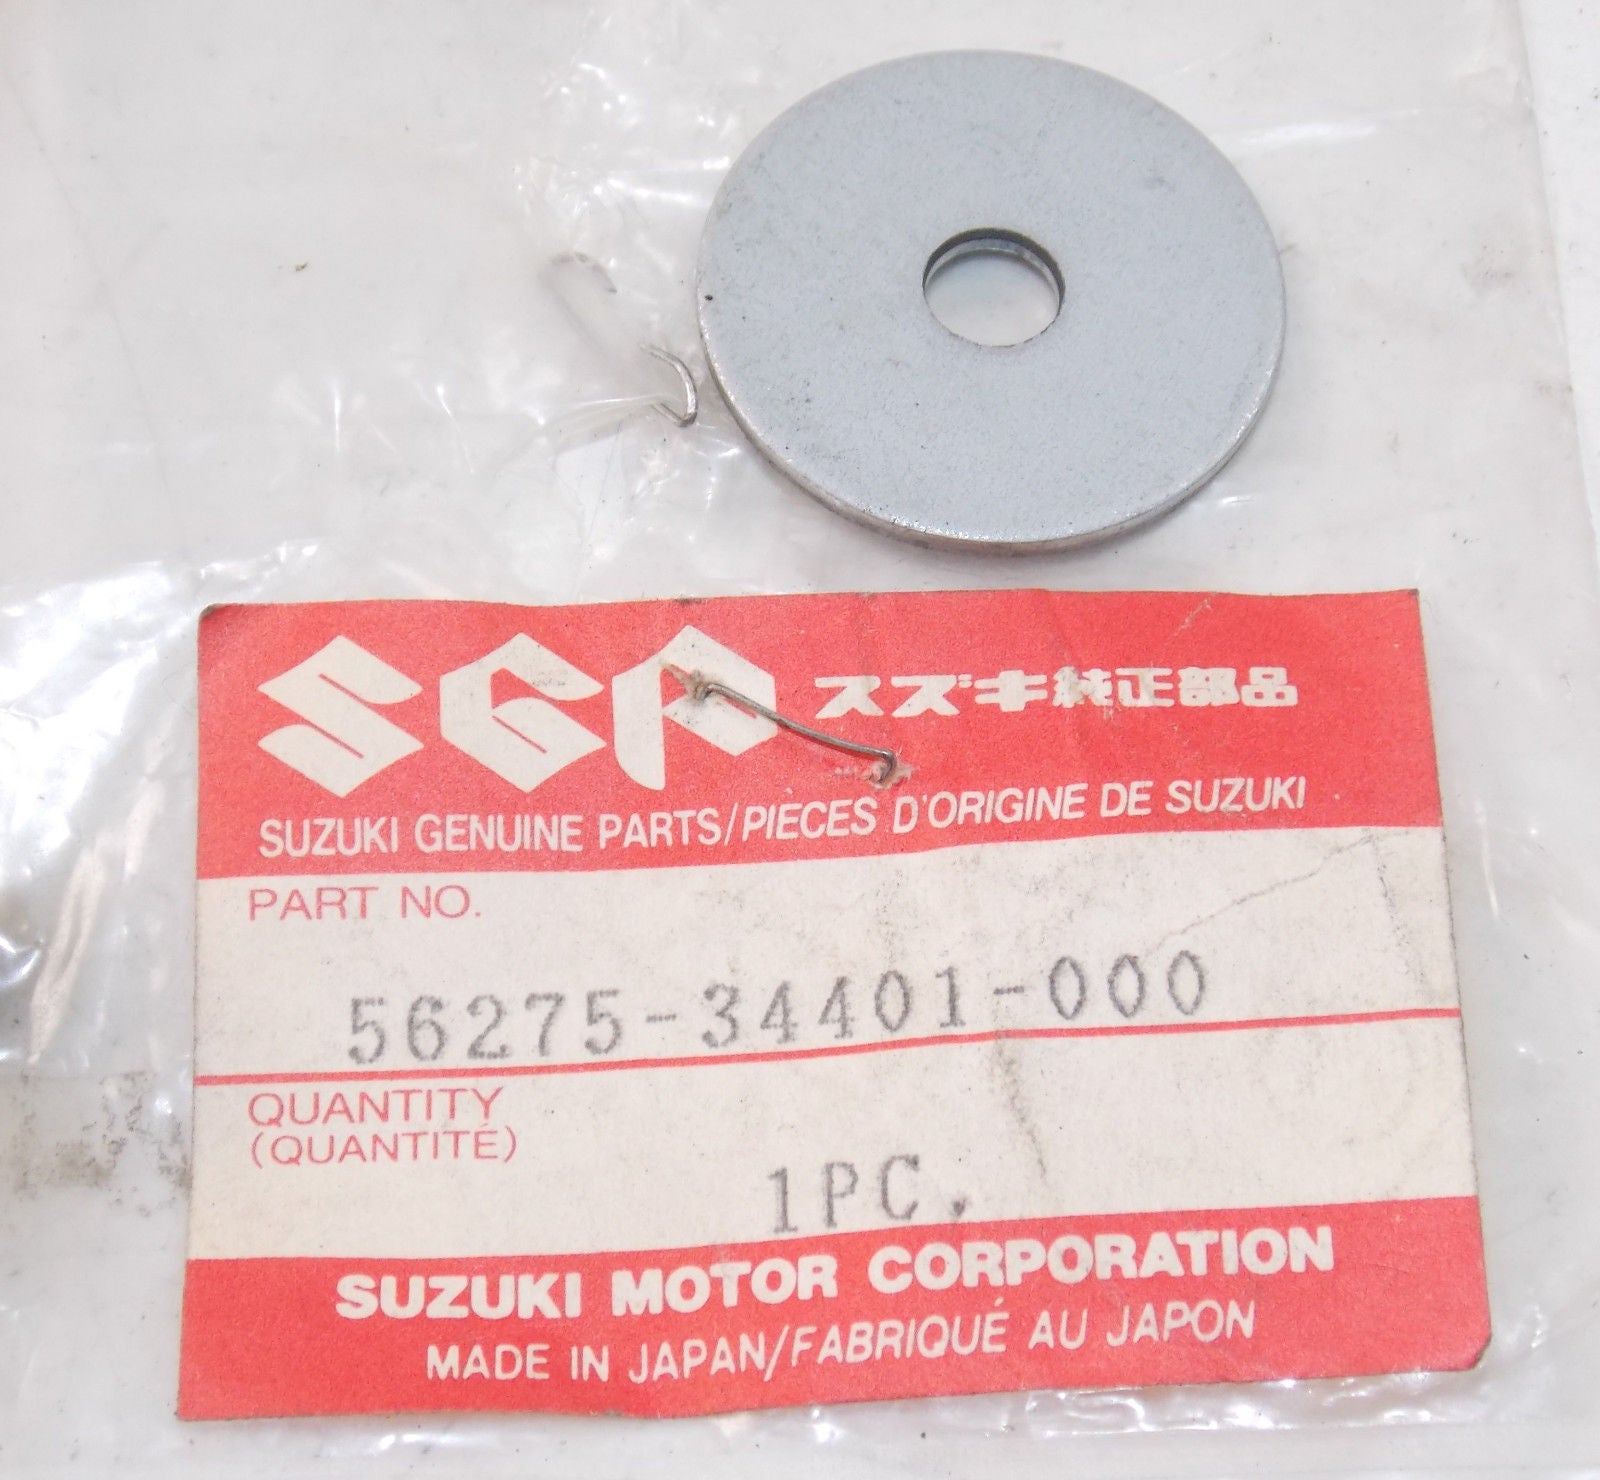 SGP スズキ純正部品
SUZUKI GENUINE PARTS/PIECES D'ORIGINE DE SUZUKI
PART NO.
56275-34401-000
QUANTITY
(QUANTITÉ)
1PC.
SUZUKI MOTOR CORPORATION
MADE IN JAPAN/FABRIQUÉ AU JAPON